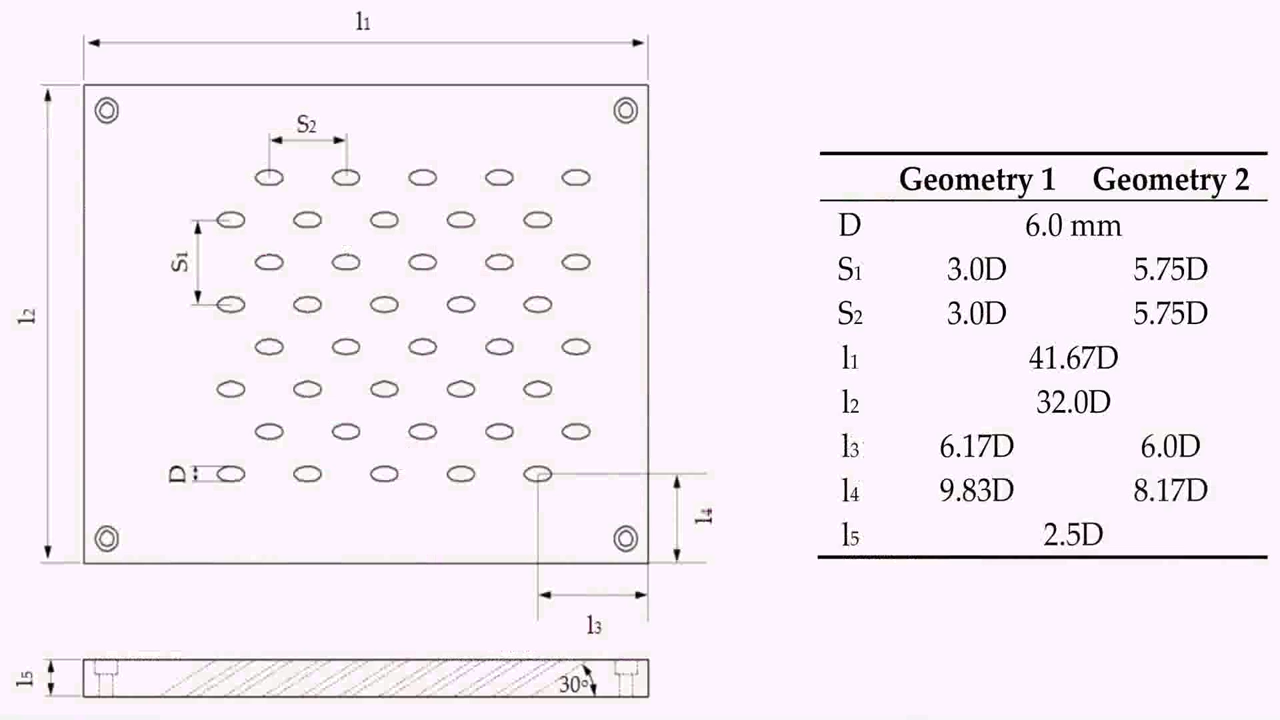 l1
S2
S1
l2
D
l4
l3
l5
30°
Geometry 1 Geometry 2
D 6.0 mm
S1 3.0D 5.75D
S2 3.0D 5.75D
l1 41.67D
l2 32.0D
l3 6.17D 6.0D
l4 9.83D 8.17D
l5 2.5D